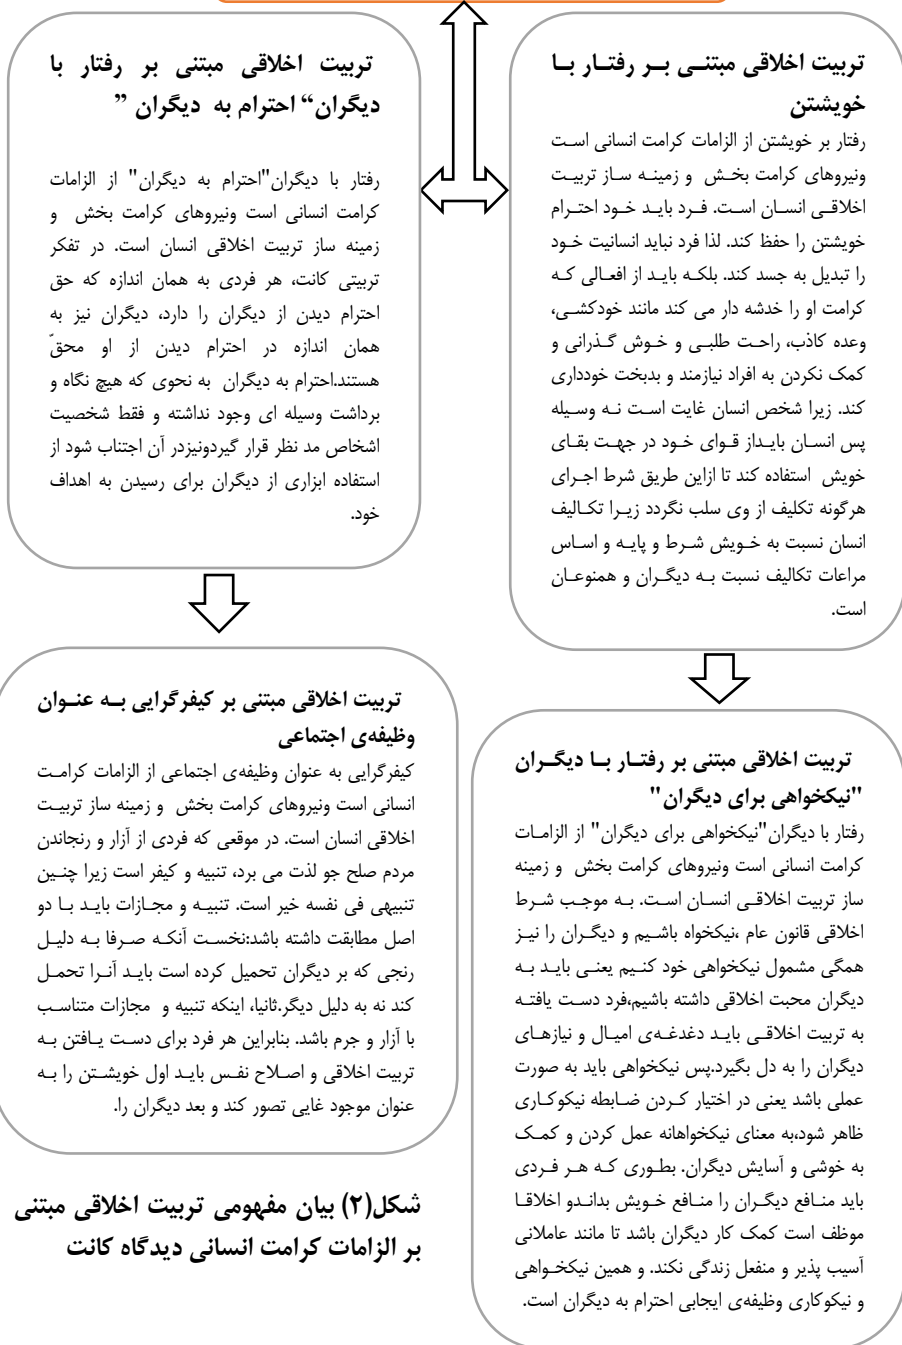 تربیت اخلاقی مبتنی بر رفتار با
خویشتن
رفتار بر خویشتن از الزامات کرامت انسانی است
ونیروهای کرامت بخش و زمینه ساز تربیت
اخلاقی انسان است. فرد باید خود احترام
خویشتن را حفظ کند. لذا فرد نباید انسانیت خود
را تبدیل به جسد کند. بلکه باید از افعالی که
کرامت او را خدشه دار می کند مانند خودکشی،
وعده کاذب، راحت طلبی و خوش گذرانی و
کمک نکردن به افراد نیازمند و بدبخت خودداری
کند. زیرا شخص انسان غایت است نه وسیله
پس انسان بایداز قوای خود در جهت بقای
خویش استفاده کند تا ازاین طریق شرط اجرای
هرگونه تکلیف از وی سلب نگردد زیرا تکالیف
انسان نسبت به خویش شرط و پایه و اساس
مراعات تکالیف نسبت به دیگران و همنوعان
است.
تربیت اخلاقی مبتنی بر رفتار با
دیگران“ احترام به دیگران ”
رفتار با دیگران"احترام به دیگران" از الزامات
کرامت انسانی است ونیروهای کرامت بخش و
زمینه ساز تربیت اخلاقی انسان است. در تفکر
تربیتی کانت، هر فردی به همان اندازه که حق
احترام دیدن از دیگران را دارد، دیگران نیز به
همان اندازه در احترام دیدن از او محقّ
هستند.احترام به دیگران به نحوی که هیچ نگاه و
برداشت وسیله ای وجود نداشته و فقط شخصیت
اشخاص مد نظر قرار گیردونیزدر آن اجتناب شود از
استفاده ابزاری از دیگران برای رسیدن به اهداف
خود.
تربیت اخلاقی مبتنی بر رفتار با دیگران
"نیکخواهی برای دیگران"
رفتار با دیگران"نیکخواهی برای دیگران" از الزامات
کرامت انسانی است ونیروهای کرامت بخش و زمینه
ساز تربیت اخلاقی انسان است. به موجب شرط
اخلاقی قانون عام ،نیکخواه باشیم و دیگران را نیز
همگی مشمول نیکخواهی خود کنیم یعنی باید به
دیگران محبت اخلاقی داشته باشیم،فرد دست یافته
به تربیت اخلاقی باید دغدغه‌ی امیال و نیازهای
دیگران را به دل بگیرد.پس نیکخواهی باید به صورت
عملی باشد یعنی در اختیار کردن ضابطه نیکوکاری
ظاهر شود،به معنای نیکخواهانه عمل کردن و کمک
به خوشی و آسایش دیگران. بطوری که هر فردی
باید منافع دیگران را منافع خویش بداندو اخلاقا
موظف است کمک کار دیگران باشد تا مانند عاملانی
آسیب پذیر و منفعل زندگی نکند. و همین نیکخواهی
و نیکوکاری وظیفه‌ی ایجابی احترام به دیگران است.
تربیت اخلاقی مبتنی بر کیفرگرایی به عنوان
وظیفه‌ی اجتماعی
کیفرگرایی به عنوان وظیفه‌ی اجتماعی از الزامات کرامت
انسانی است ونیروهای کرامت بخش و زمینه ساز تربیت
اخلاقی انسان است. در موقعی که فردی از آزار و رنجاندن
مردم صلح جو لذت می برد، تنبیه و کیفر است زیرا چنین
تنبیهی فی نفسه خیر است. تنبیه و مجازات باید با دو
اصل مطابقت داشته باشد:نخست آنکه صرفا به دلیل
رنجی که بر دیگران تحمیل کرده است باید آنرا تحمل
کند نه به دلیل دیگر.ثانیا، اینکه تنبیه و مجازات متناسب
با آزار و جرم باشد. بنابراین هر فرد برای دست یافتن به
تربیت اخلاقی و اصلاح نفس باید اول خویشتن را به
عنوان موجود غایی تصور کند و بعد دیگران را.
شکل(۲) بیان مفهومی تربیت اخلاقی مبتنی
بر الزامات کرامت انسانی دیدگاه کانت